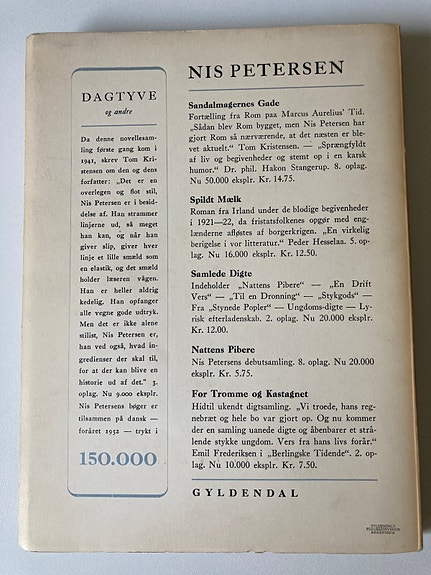 DAGTYVE
og andre
Da denne novellesam-
ling første gang kom i
1941, skrev Tom Kri-
stensen om den og dens
forfatter: „Det er en
overlegen og flot stil,
Nis Petersen er i besid-
delse af. Han strammer
linjerne ud, så meget
han kan, og når han
giver slip, giver hver
linje et lille smæld som
en elastik, og det smæld
holder læseren vågen.
Han er heller aldrig
kedelig. Han opfanger
alle vegne gode udtryk.
Men det er ikke alene
stilist, Nis Petersen er,
han ved også, hvad in-
gredienser der skal til,
for at der kan blive en
historie ud af det.“ 3.
oplag. Nu 9.000 eksplr.
Nis Petersens bøger er
tilsammen på dansk —
foråret 1952 — trykt i
150.000
NIS PETERSEN
Sandalmagernes Gade
Fortælling fra Rom paa Marcus Aurelius' Tid.
„Sådan blev Rom bygget, men Nis Petersen har
gjort Rom så nærværende, at det næsten er ble-
vet aktuelt.“ Tom Kristensen. — „Sprængfyldt
af liv og begivenheder og stemt op i en karsk
humor.“ Dr. phil. Hakon Stangerup. 8. oplag.
Nu 50.000 eksplr. Kr. 14.75.
Spildt Mælk
Roman fra Irland under de blodige begivenheder
i 1921—22, da fristatsfolkenes opgør med eng-
lænderne afløstes af borgerkrigen. „En virkelig
berigelse i vor litteratur.“ Peder Hesselaa. 5. op-
lag. Nu 16.000 eksplr. Kr. 12.50.
Samlede Digte
Indeholder „Nattens Pibere“ — „En Drift
Vers“ — „Til en Dronning“ — „Stykgods“ —
Fra „Stynede Popler“ — Ungdoms-digte — Ly-
risk efterladenskab. 2. oplag. Nu 20.000 eksplr.
Kr. 12.00.
Nattens Pibere
Nis Petersens debutsamling. 8. oplag. Nu 20.000
eksplr. Kr. 5.75.
For Tromme og Kastagnet
Hidtil ukendt digtsamling. „Vi troede, hans reg-
nebræt og hele bo var gjort op. Og nu kommer
der en samling uanede digte og åbenbarer et strå-
lende stykke ungdom. Vers fra hans livs forår.“
Emil Frederiksen i „Berlingske Tidende“. 2. op-
lag. Nu 10.000 eksplr. Kr. 7.50.
GYLDENDAL